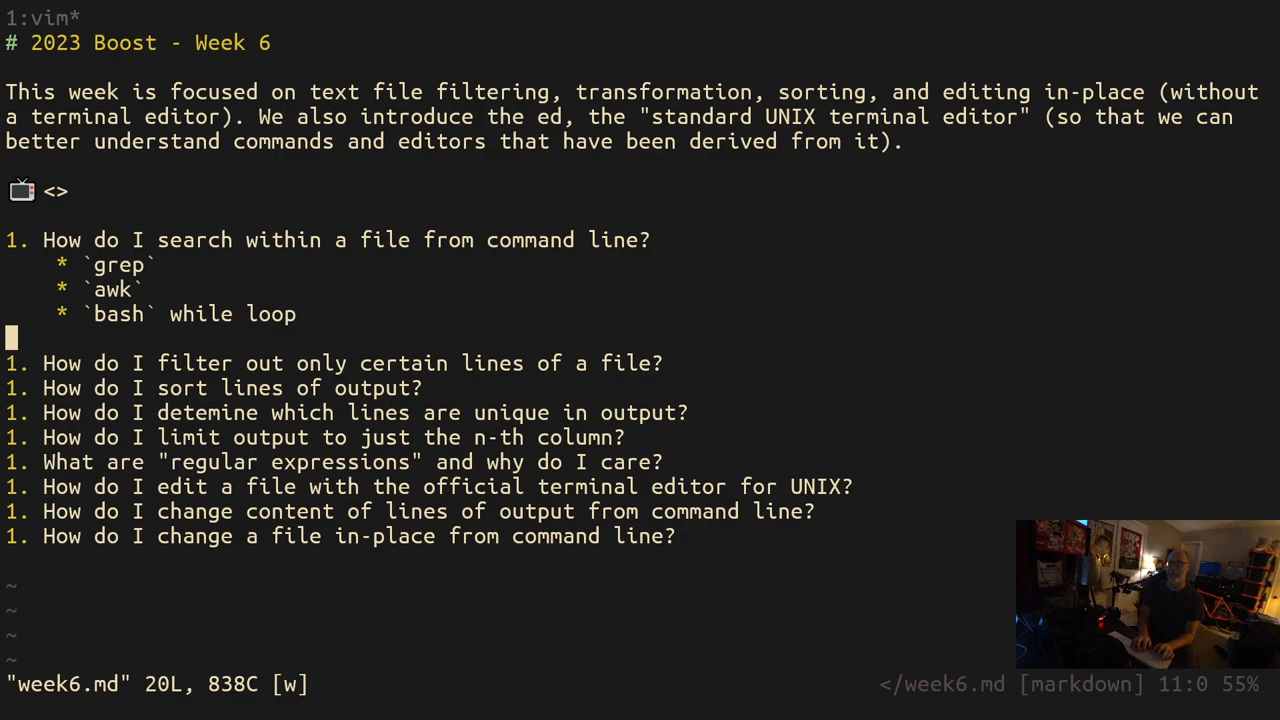 1:vim*
# 2023 Boost - Week 6
This week is focused on text file filtering, transformation, sorting, and editing in-place (without
a terminal editor). We also introduce the ed, the "standard UNIX terminal editor" (so that we can
better understand commands and editors that have been derived from it).
📺 <>
1. How do I search within a file from command line?
* `grep`
* `awk`
* `bash` while loop
1. How do I filter out only certain lines of a file?
1. How do I sort lines of output?
1. How do I detemine which lines are unique in output?
1. How do I limit output to just the n-th column?
1. What are "regular expressions" and why do I care?
1. How do I edit a file with the official terminal editor for UNIX?
1. How do I change content of lines of output from command line?
1. How do I change a file in-place from command line?
~
~
~
~
"week6.md" 20L, 838C [w] </week6.md [markdown] 11:0 55%